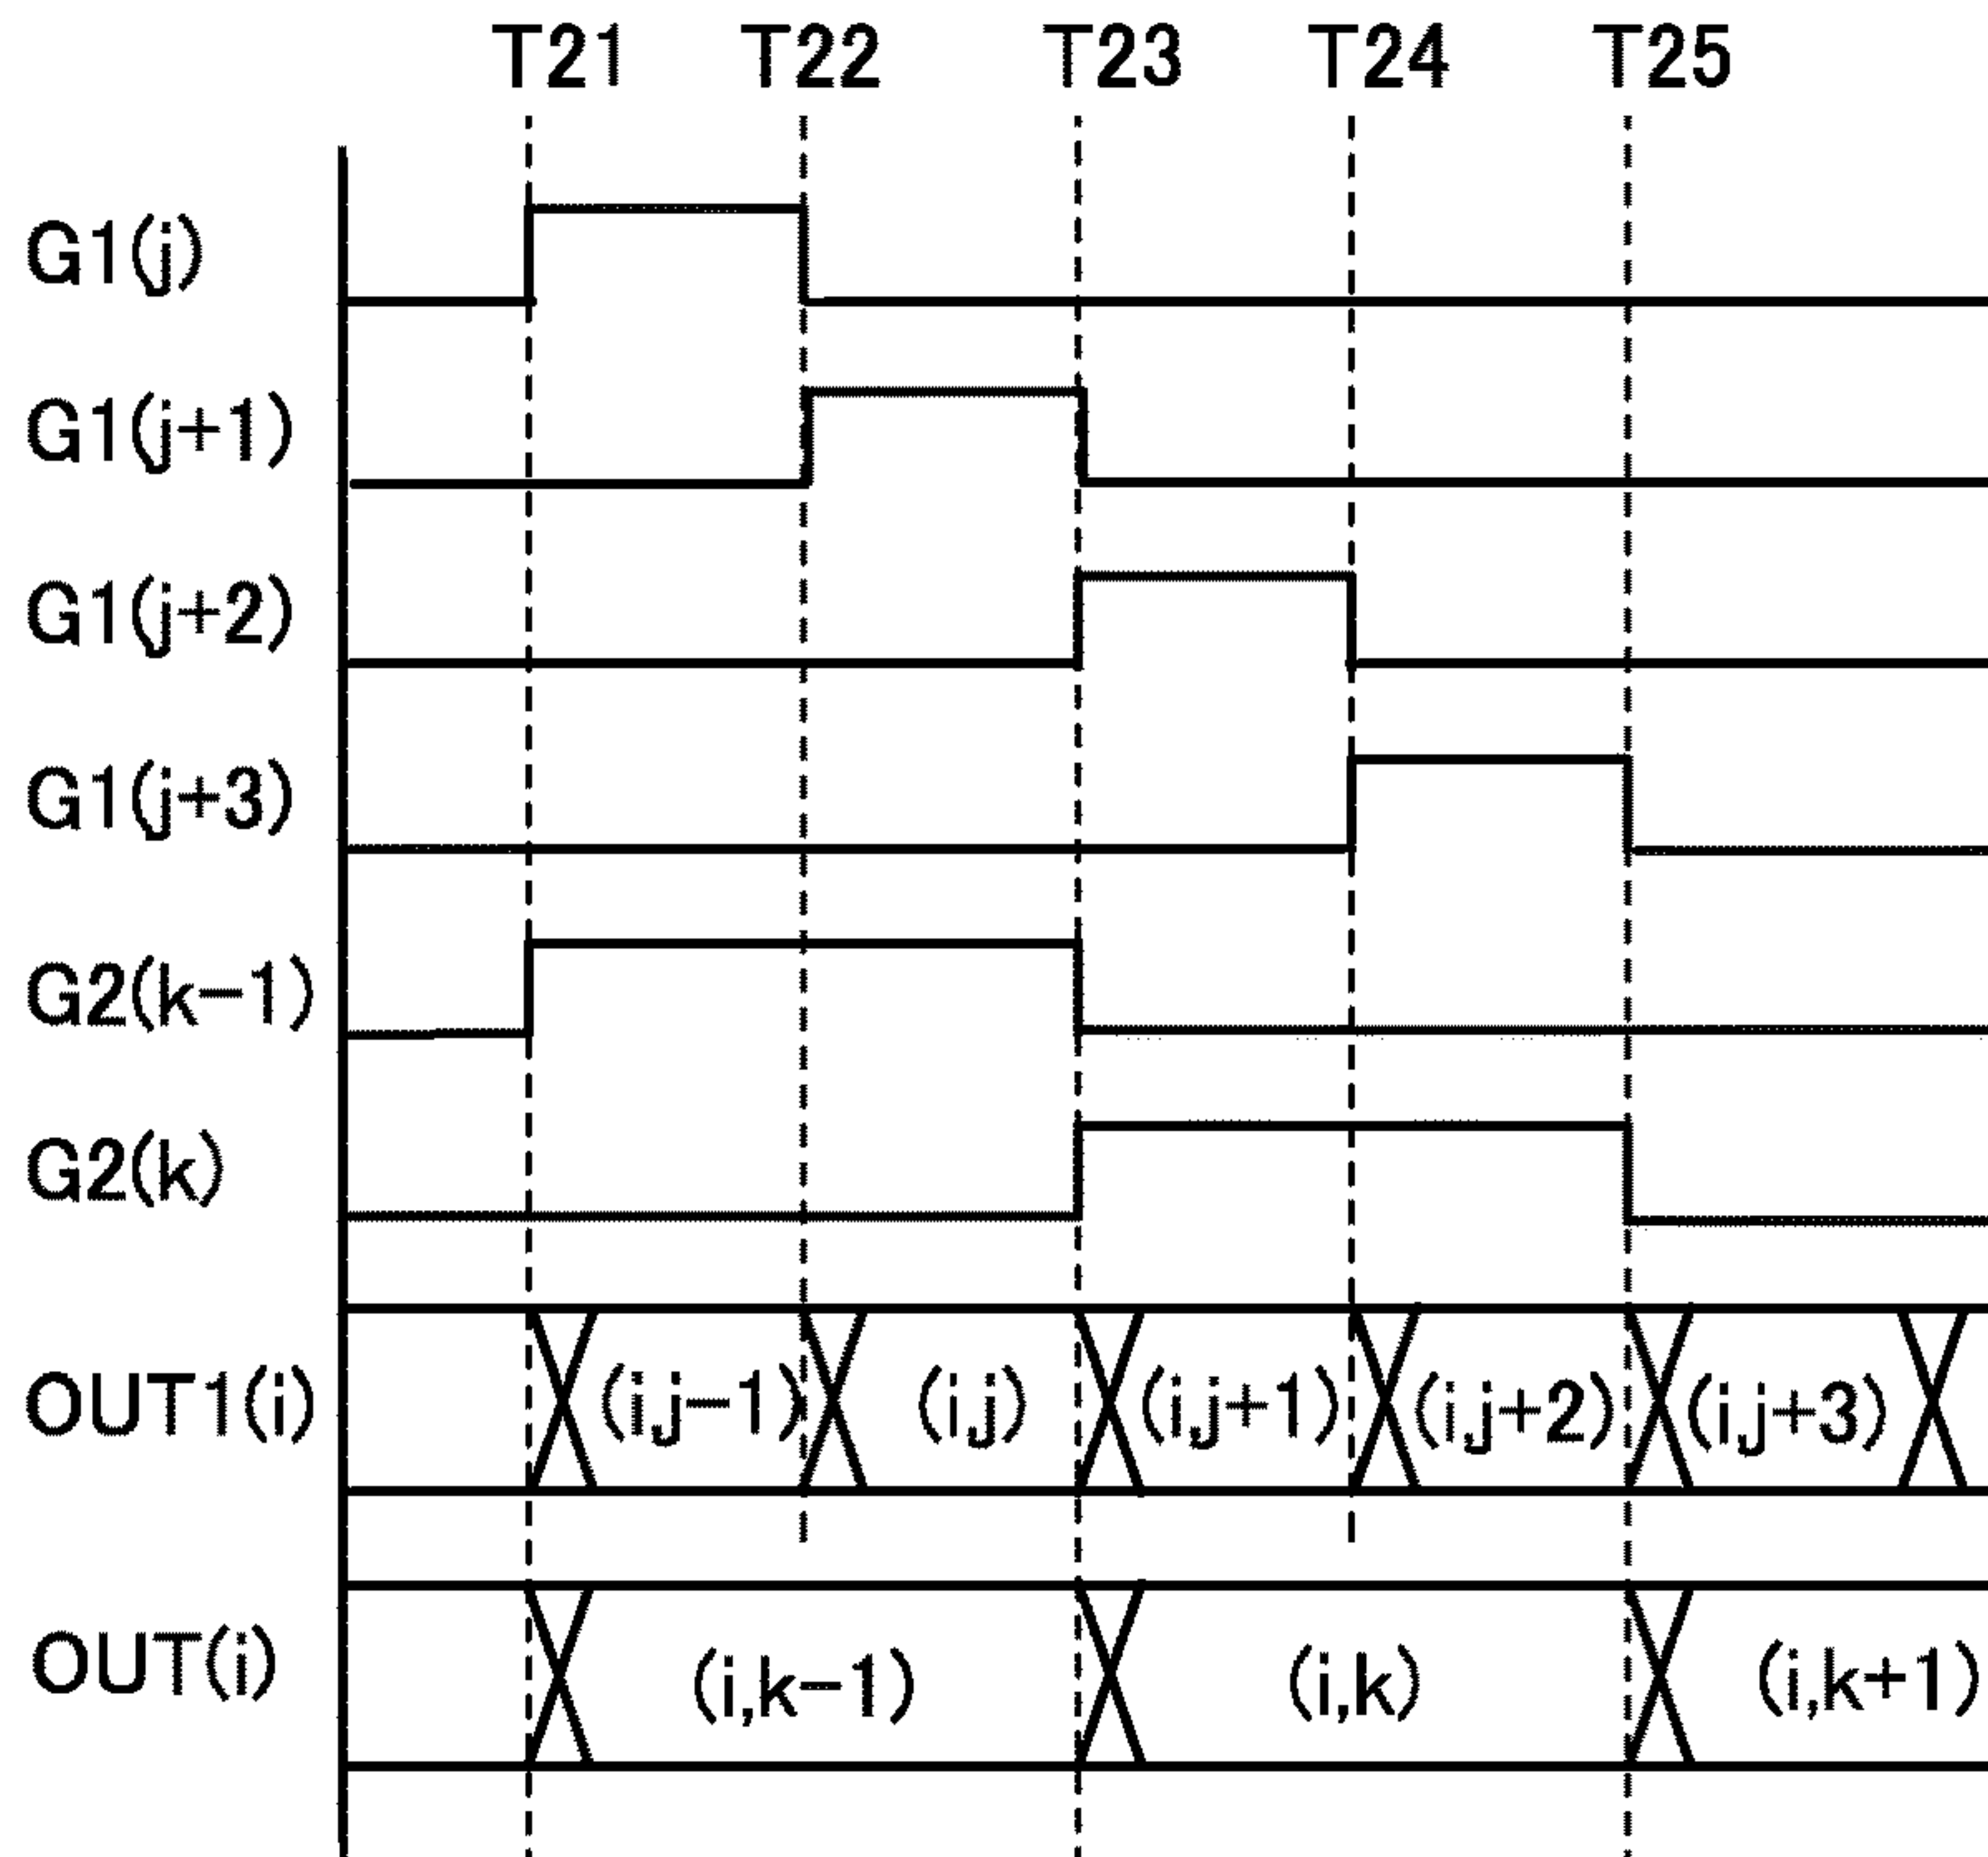 T21 T22 T23 T24 T25
G1(j)
G1(j+1)
G1(j+2)
G1(j+3)
G2(k-1)
G2(k)
OUT1(i) (i,j-1) (i,j) (i,j+1) (i,j+2) (i,j+3)
OUT(i) (i,k-1) (i,k) (i,k+1)